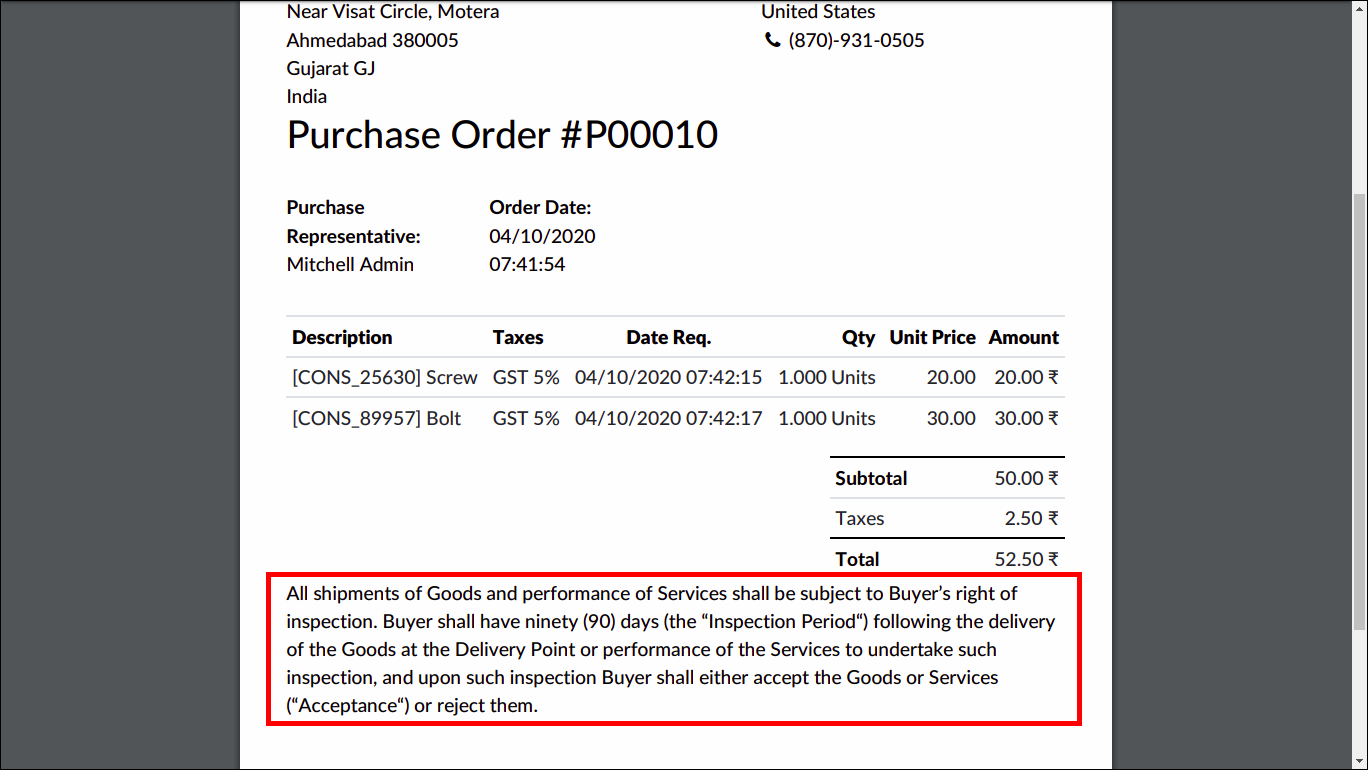 Near Visat Circle, Motera
Ahmedabad 380005
Gujarat GJ
India
United States
(870)-931-0505
Purchase Order #P00010
Purchase Representative:
Mitchell Admin
Order Date:
04/10/2020
07:41:54
Description Taxes Date Req. Qty Unit Price Amount
[CONS_25630] Screw GST 5% 04/10/2020 07:42:15 1.000 Units 20.00 20.00 ₹
[CONS_89957] Bolt GST 5% 04/10/2020 07:42:17 1.000 Units 30.00 30.00 ₹
Subtotal 50.00 ₹
Taxes 2.50 ₹
Total 52.50 ₹
All shipments of Goods and performance of Services shall be subject to Buyer’s right of
inspection. Buyer shall have ninety (90) days (the “Inspection Period“) following the delivery
of the Goods at the Delivery Point or performance of the Services to undertake such
inspection, and upon such inspection Buyer shall either accept the Goods or Services
(“Acceptance“) or reject them.